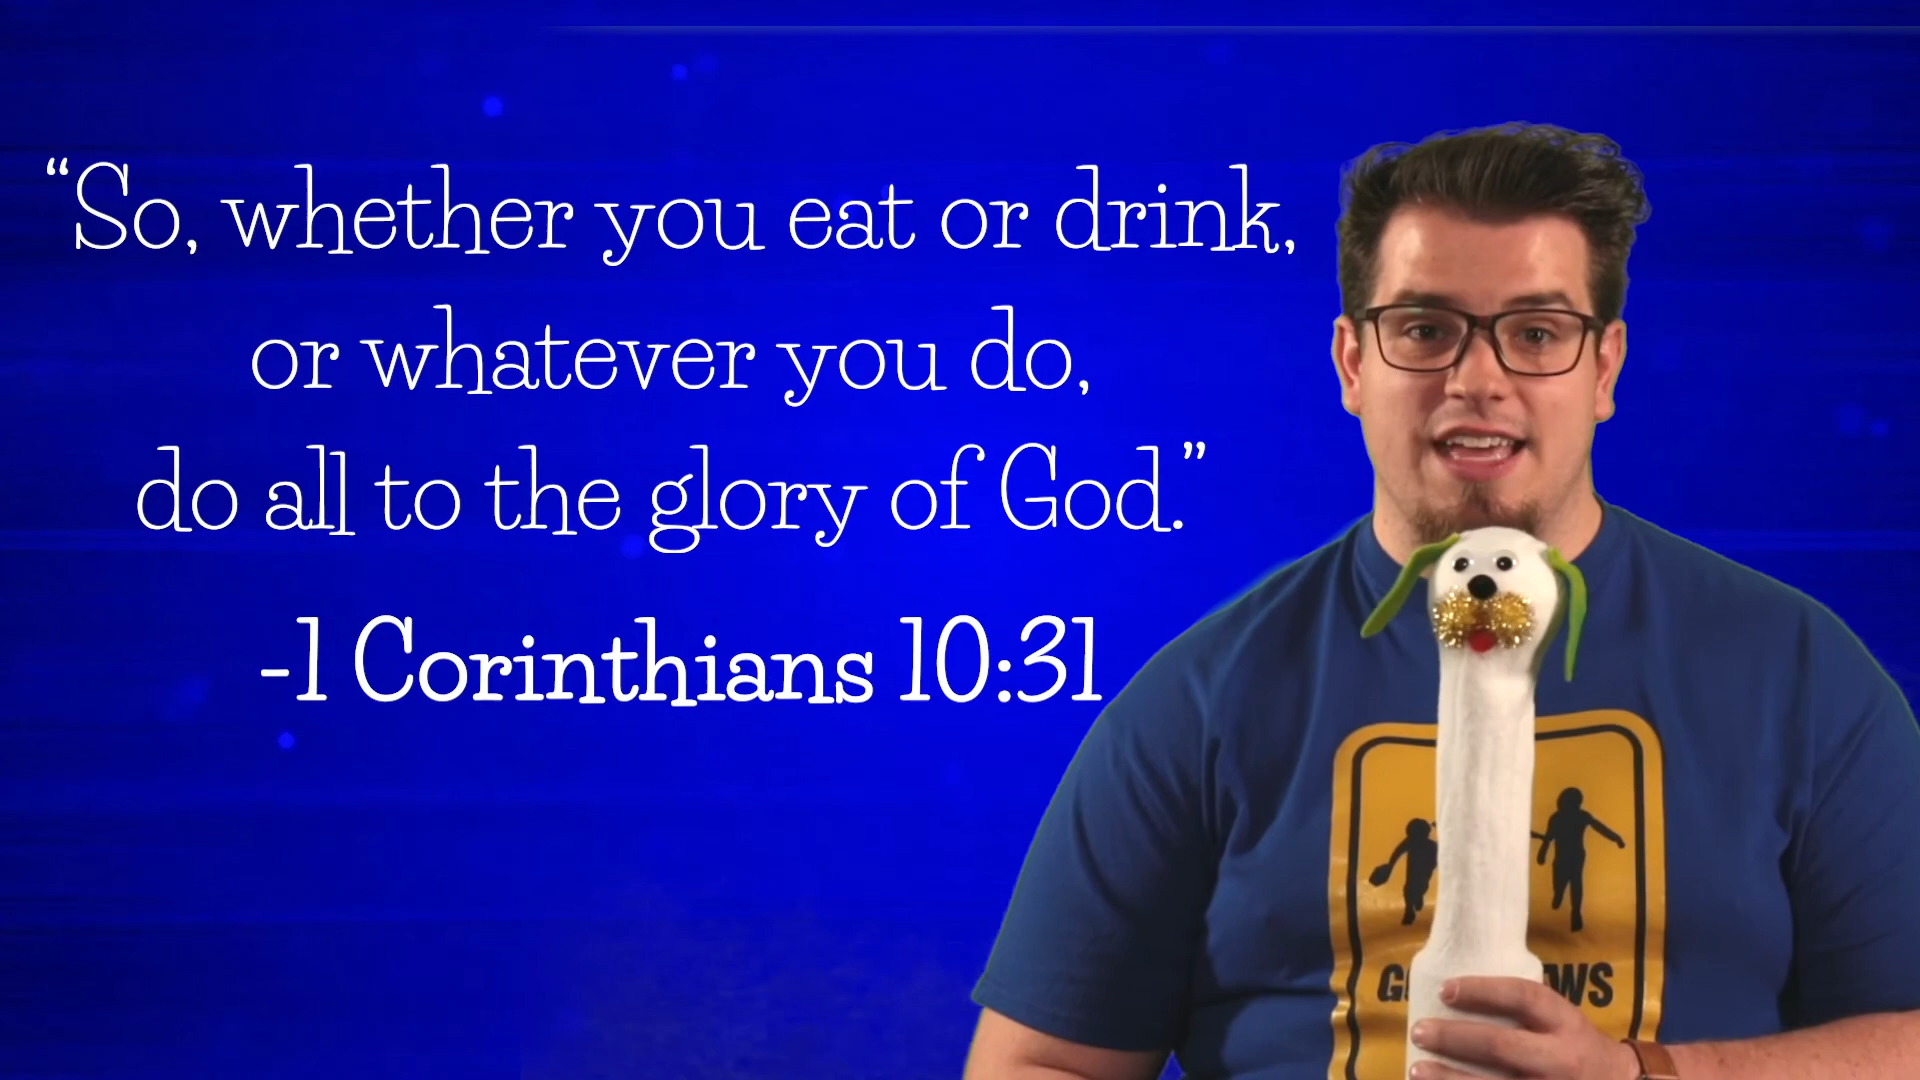 “So, whether you eat or drink,
or whatever you do,
do all to the glory of God.”
-1 Corinthians 10:31